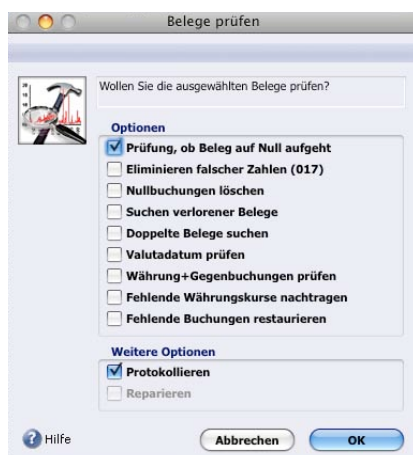 Belege prüfen
Wollen Sie die ausgewählten Belege prüfen?
Optionen
Prüfung, ob Beleg auf Null aufgeht
Eliminieren falscher Zahlen (017)
Nullbuchungen löschen
Suchen verlorener Belege
Doppelte Belege suchen
Valutadatum prüfen
Währung+Gegenbuchungen prüfen
Fehlende Währungskurse nachtragen
Fehlende Buchungen restaurieren
Weitere Optionen
Protokollieren
Reparieren
Hilfe
Abbrechen
OK